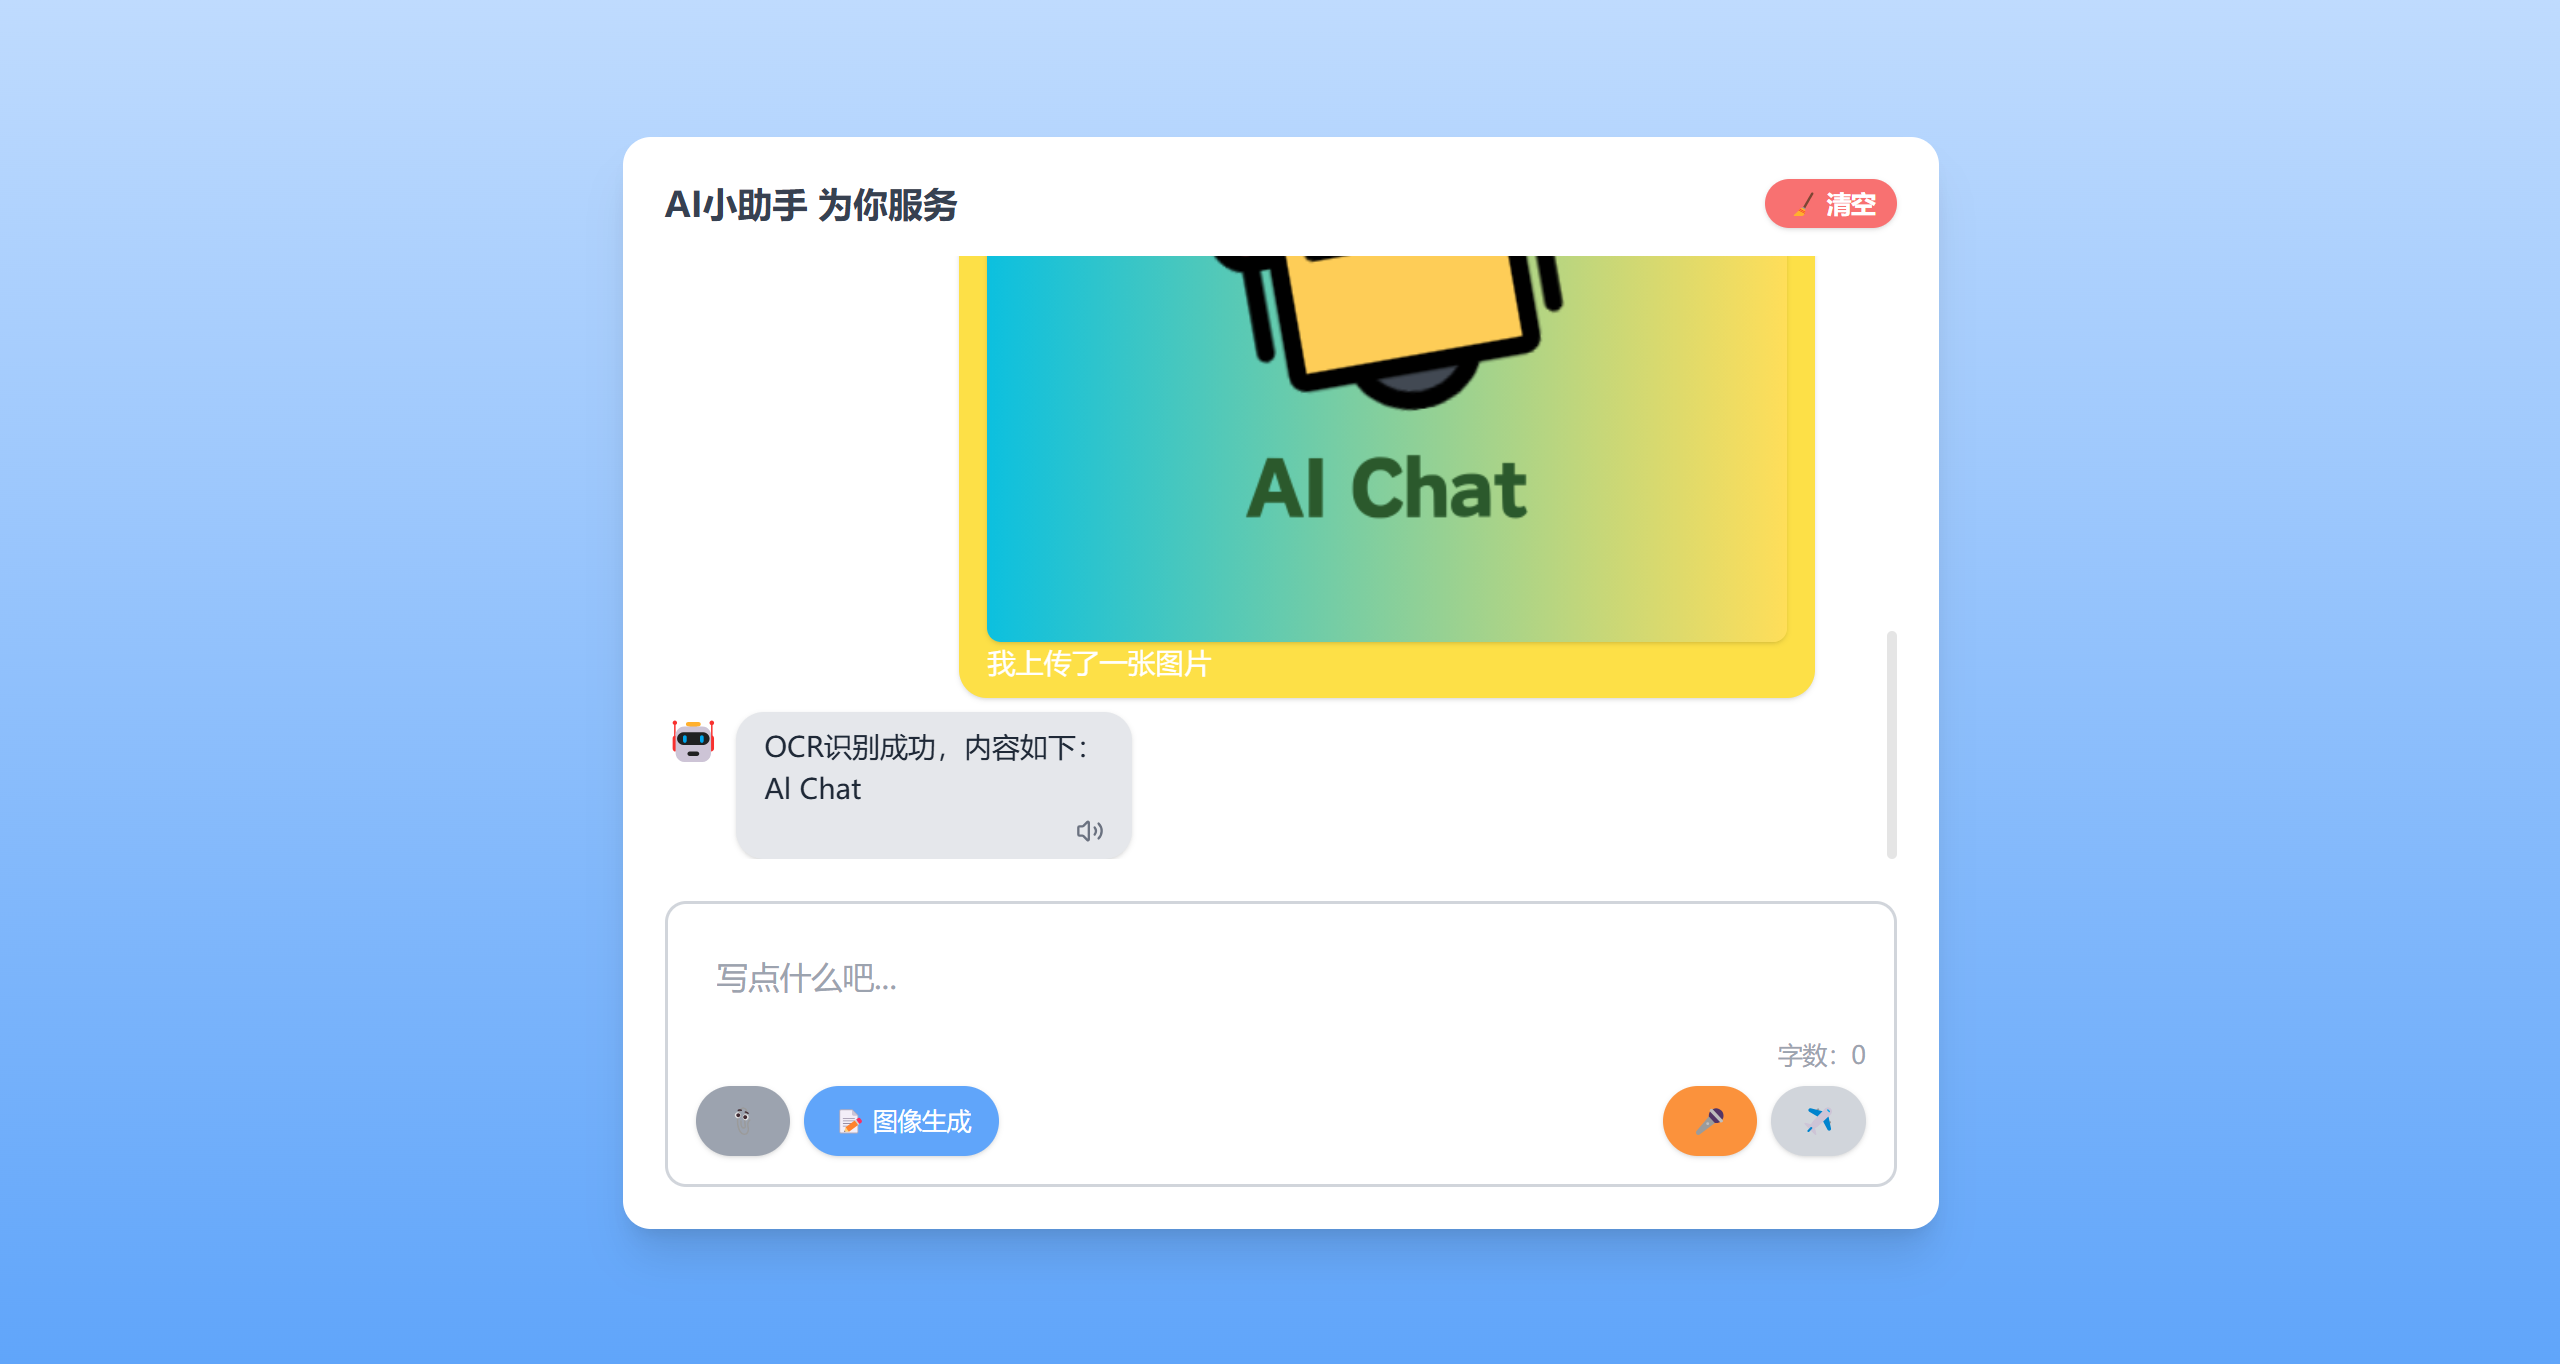 AI小助手 为你服务
清空
AI Chat
我上传了一张图片
OCR识别成功，内容如下：
Al Chat
写点什么吧...
字数：0
图像生成